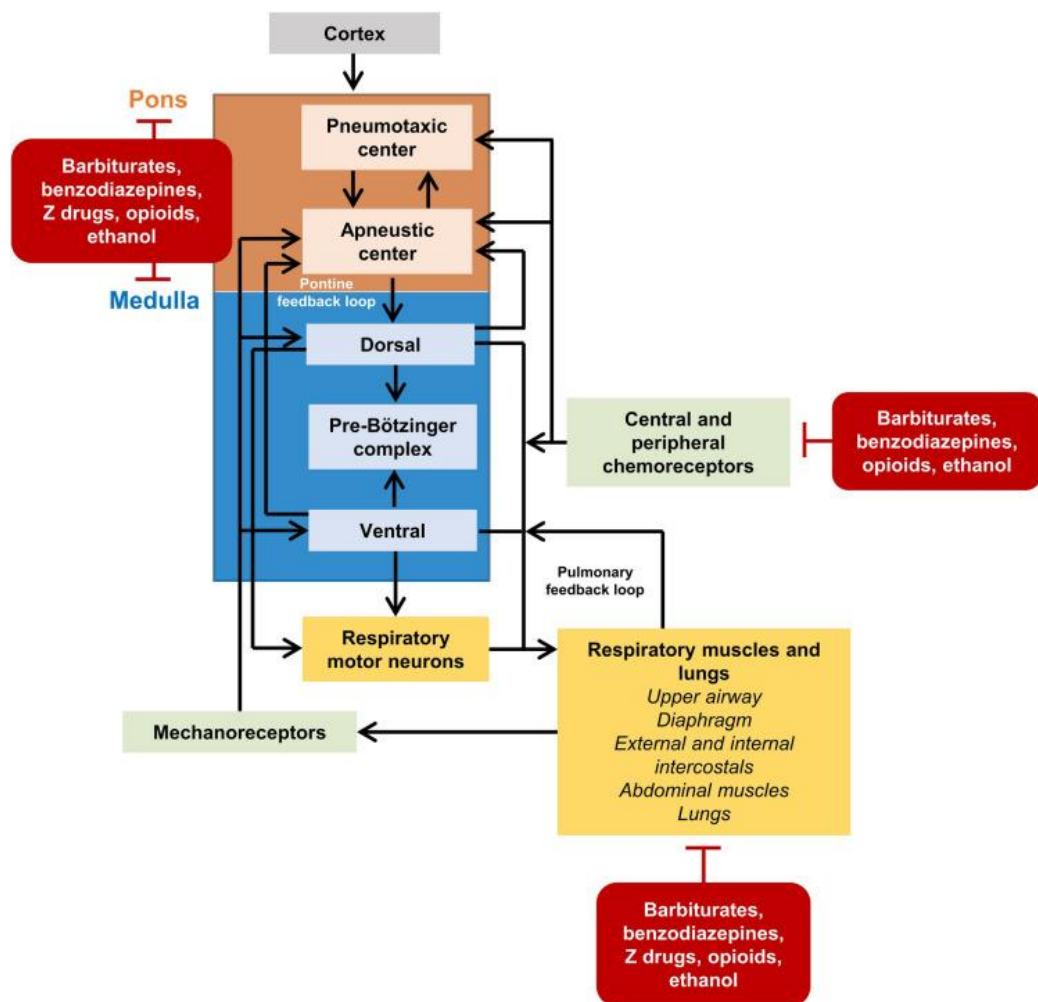 Cortex
Pons
Pneumotaxic
center
Barbiturates,
benzodiazepines,
Z drugs, opioids,
ethanol
Apneustic
center
Medulla
Pontine
feedback loop
Dorsal
Pre-Bötzinger
complex
Central and
peripheral
chemoreceptors
Barbiturates,
benzodiazepines,
opioids, ethanol
Ventral
Pulmonary
feedback loop
Respiratory
motor neurons
Respiratory muscles and
lungs
Upper airway
Diaphragm
External and internal
intercostals
Abdominal muscles
Lungs
Mechanoreceptors
Barbiturates,
benzodiazepines,
Z drugs, opioids,
ethanol